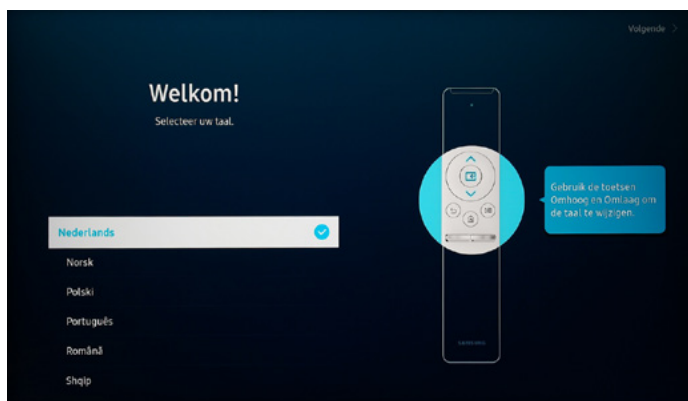 Volgende >
Welkom!
Selecteer uw taal.
Nederlands
Norsk
Polski
Português
Română
Shqip
Gebruik de toetsen
Omhoog en Omlaag om
de taal te wijzigen.
SAMSUNG